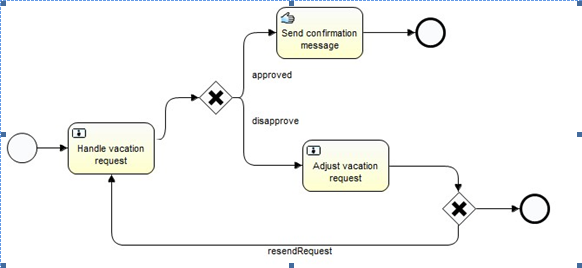 Send confirmation
message
approved
disapprove
Handle vacation
request
Adjust vacation
request
resendRequest